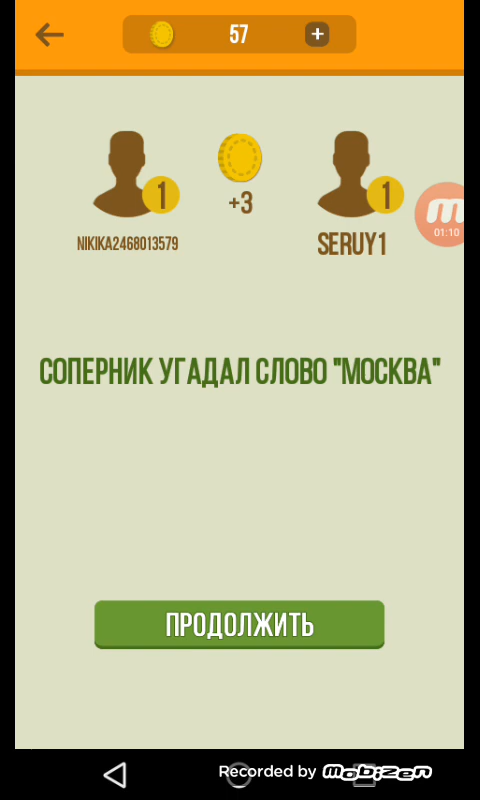 57
+
1
+3
1
NIKIKA2468013579
SERUY1
m
01:10
СОПЕРНИК УГАДАЛ СЛОВО "МОСКВА"
ПРОДОЛЖИТЬ
Recorded by mobizen